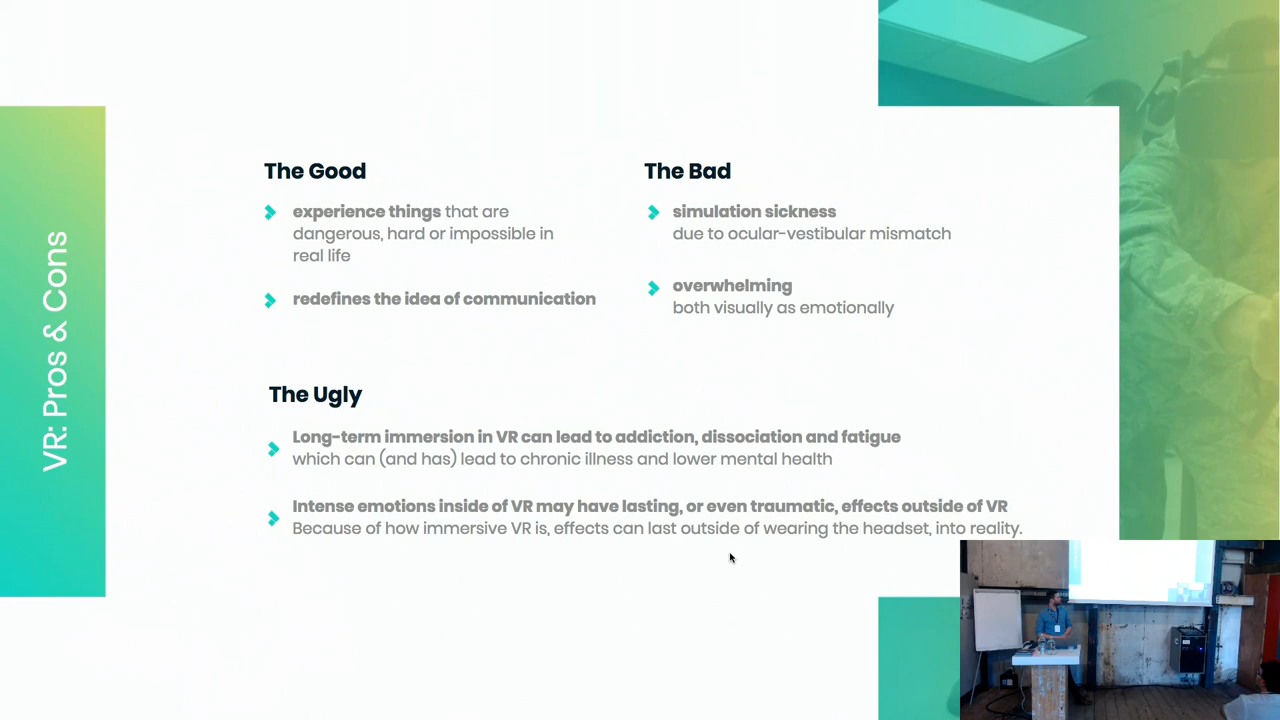 VR: Pros & Cons
The Good
experience things that are
dangerous, hard or impossible in
real life
redefines the idea of communication
The Bad
simulation sickness
due to ocular-vestibular mismatch
overwhelming
both visually as emotionally
The Ugly
Long-term immersion in VR can lead to addiction, dissociation and fatigue
which can (and has) lead to chronic illness and lower mental health
Intense emotions inside of VR may have lasting, or even traumatic, effects outside of VR
Because of how immersive VR is, effects can last outside of wearing the headset, into reality.